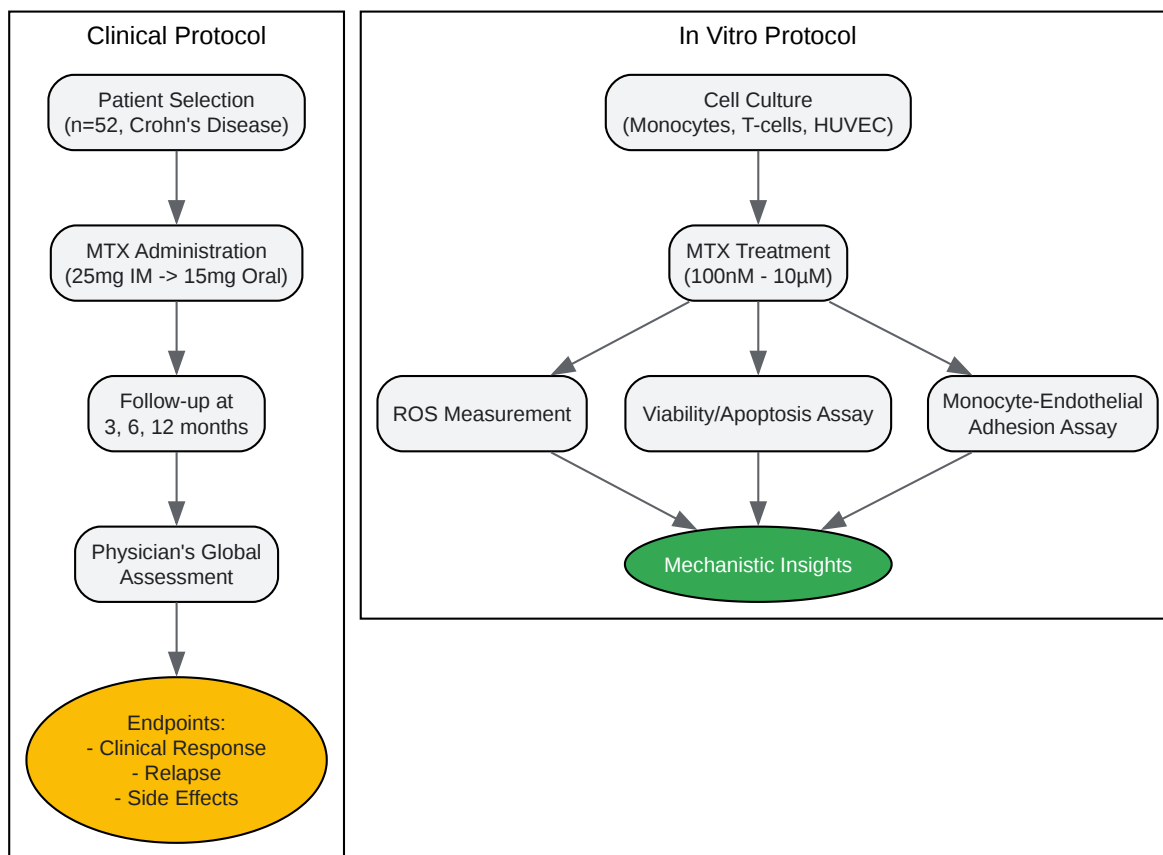 Clinical Protocol
Patient Selection
(n=52, Crohn's Disease)
MTX Administration
(25mg IM -> 15mg Oral)
Follow-up at
3, 6, 12 months
Physician's Global
Assessment
Endpoints:
- Clinical Response
- Relapse
- Side Effects
In Vitro Protocol
Cell Culture
(Monocytes, T-cells, HUVEC)
MTX Treatment
(100nM - 10µM)
ROS Measurement
Viability/Apoptosis Assay
Monocyte-Endothelial
Adhesion Assay
Mechanistic Insights